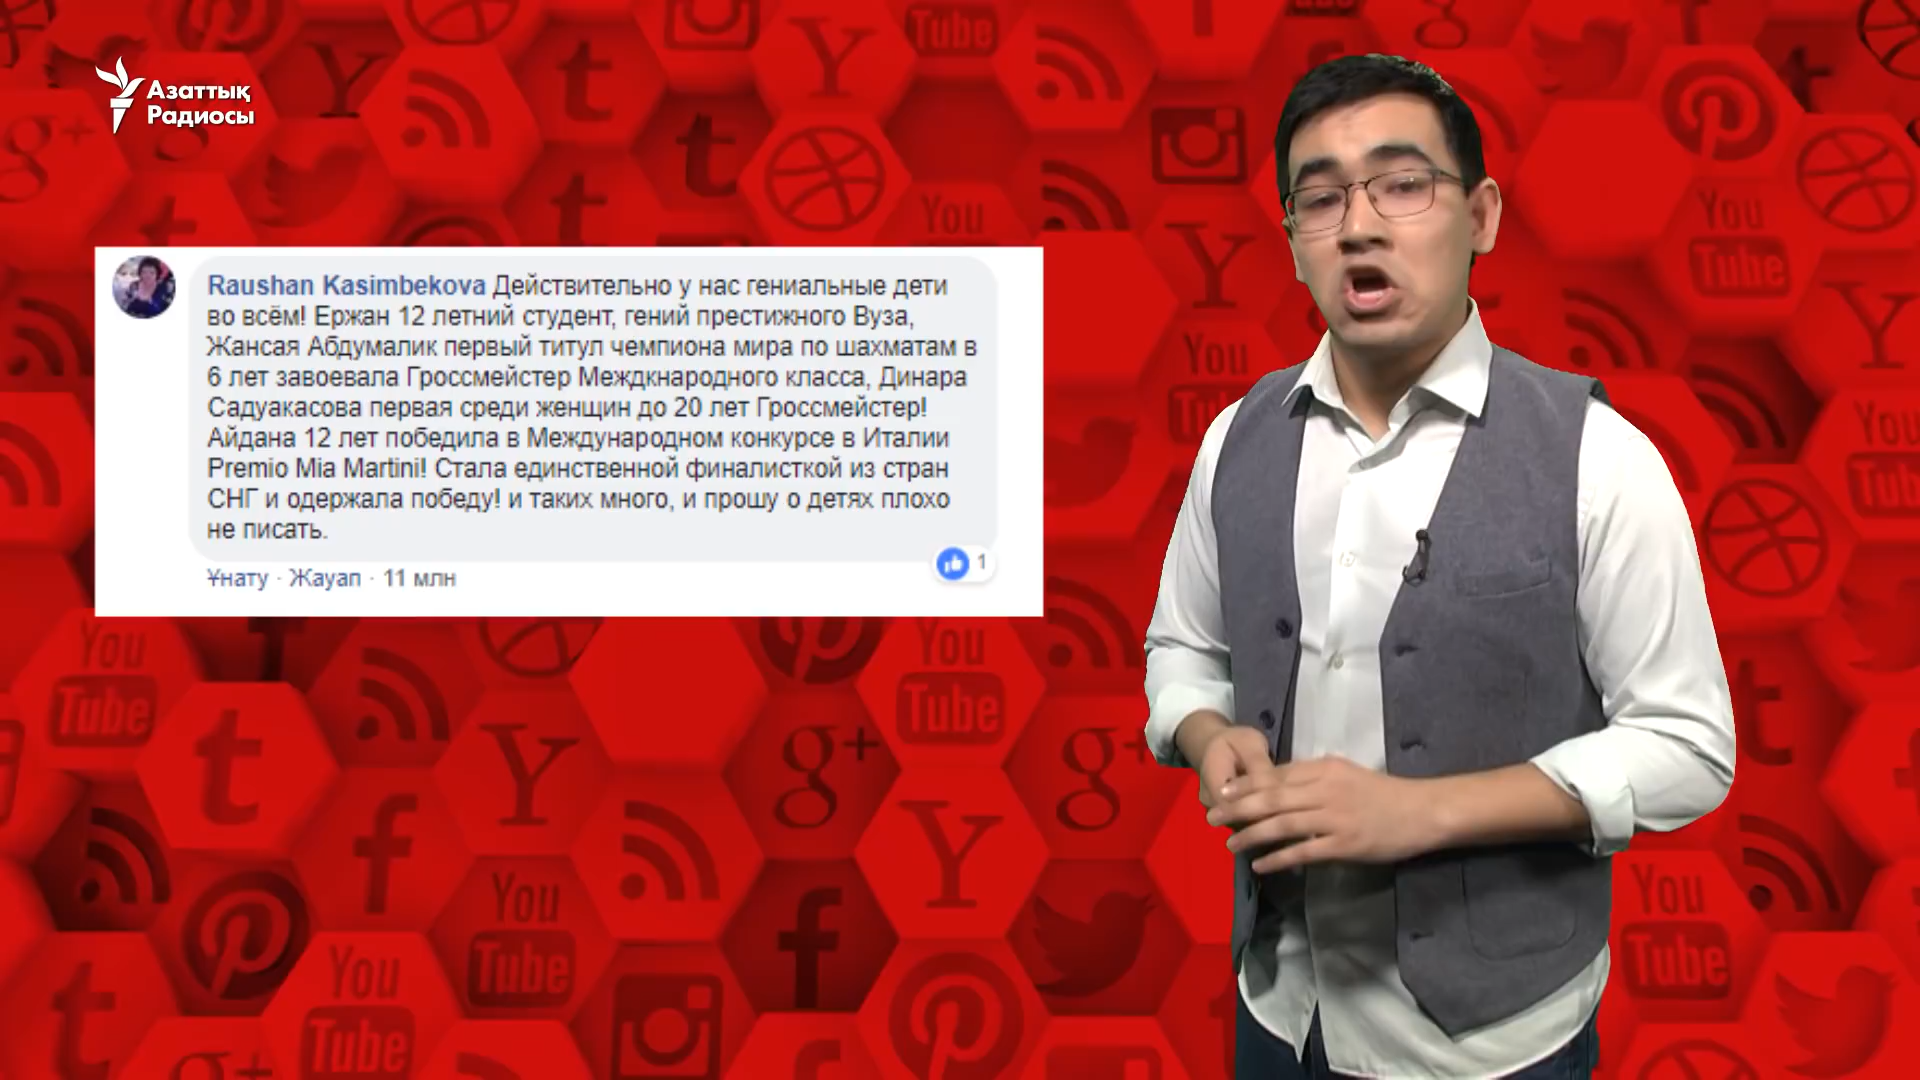 Азаттық
Радиосы
Raushan Kasimbekova Действительно у нас гениальные дети
во всём! Ержан 12 летний студент, гений престижного Вуза,
Жансая Абдумалик первый титул чемпиона мира по шахматам в
6 лет завоевала Гроссмейстер Междкнародного класса, Динара
Садуакасова первая среди женщин до 20 лет Гроссмейстер!
Айдана 12 лет победила в Международном конкурсе в Италии
Premio Mia Martini! Стала единственной финалисткой из стран
СНГ и одержала победу! и таких много, и прошу о детях плохо
не писать.
1
Ұнату · Жауап · 11 млн
You
Tube